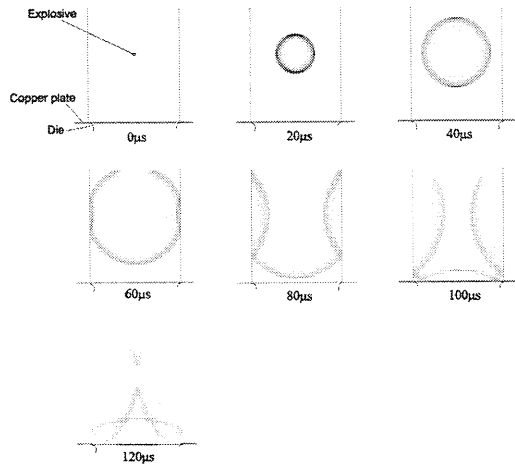 Explosive
Copper plate
Die
0μs
20μs
40μs
60μs
80μs
100μs
120μs